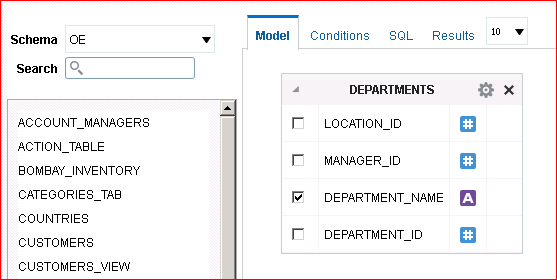 Schema OE
Search
ACCOUNT_MANAGERS
ACTION_TABLE
BOMBAY_INVENTORY
CATEGORIES_TAB
COUNTRIES
CUSTOMERS
CUSTOMERS_VIEW
Model Conditions SQL Results 10
DEPARTMENTS
LOCATION_ID #
MANAGER_ID #
DEPARTMENT_NAME A
DEPARTMENT_ID #